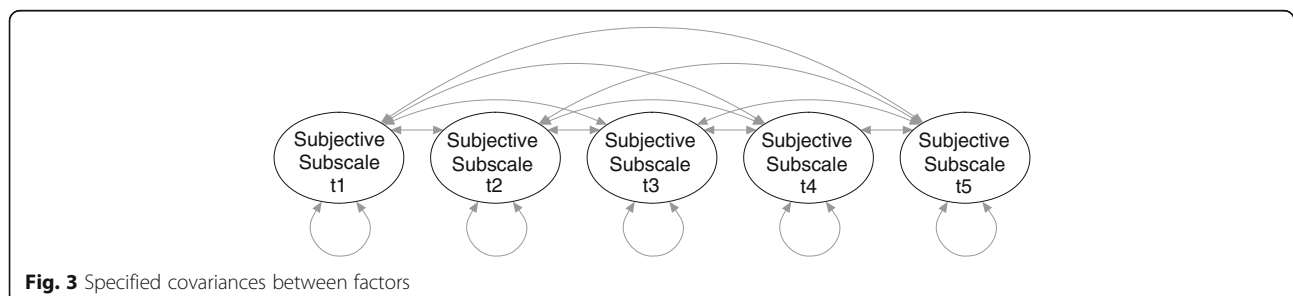 Subjective Subscale t1
Subjective Subscale t2
Subjective Subscale t3
Subjective Subscale t4
Subjective Subscale t5
Fig. 3 Specified covariances between factors